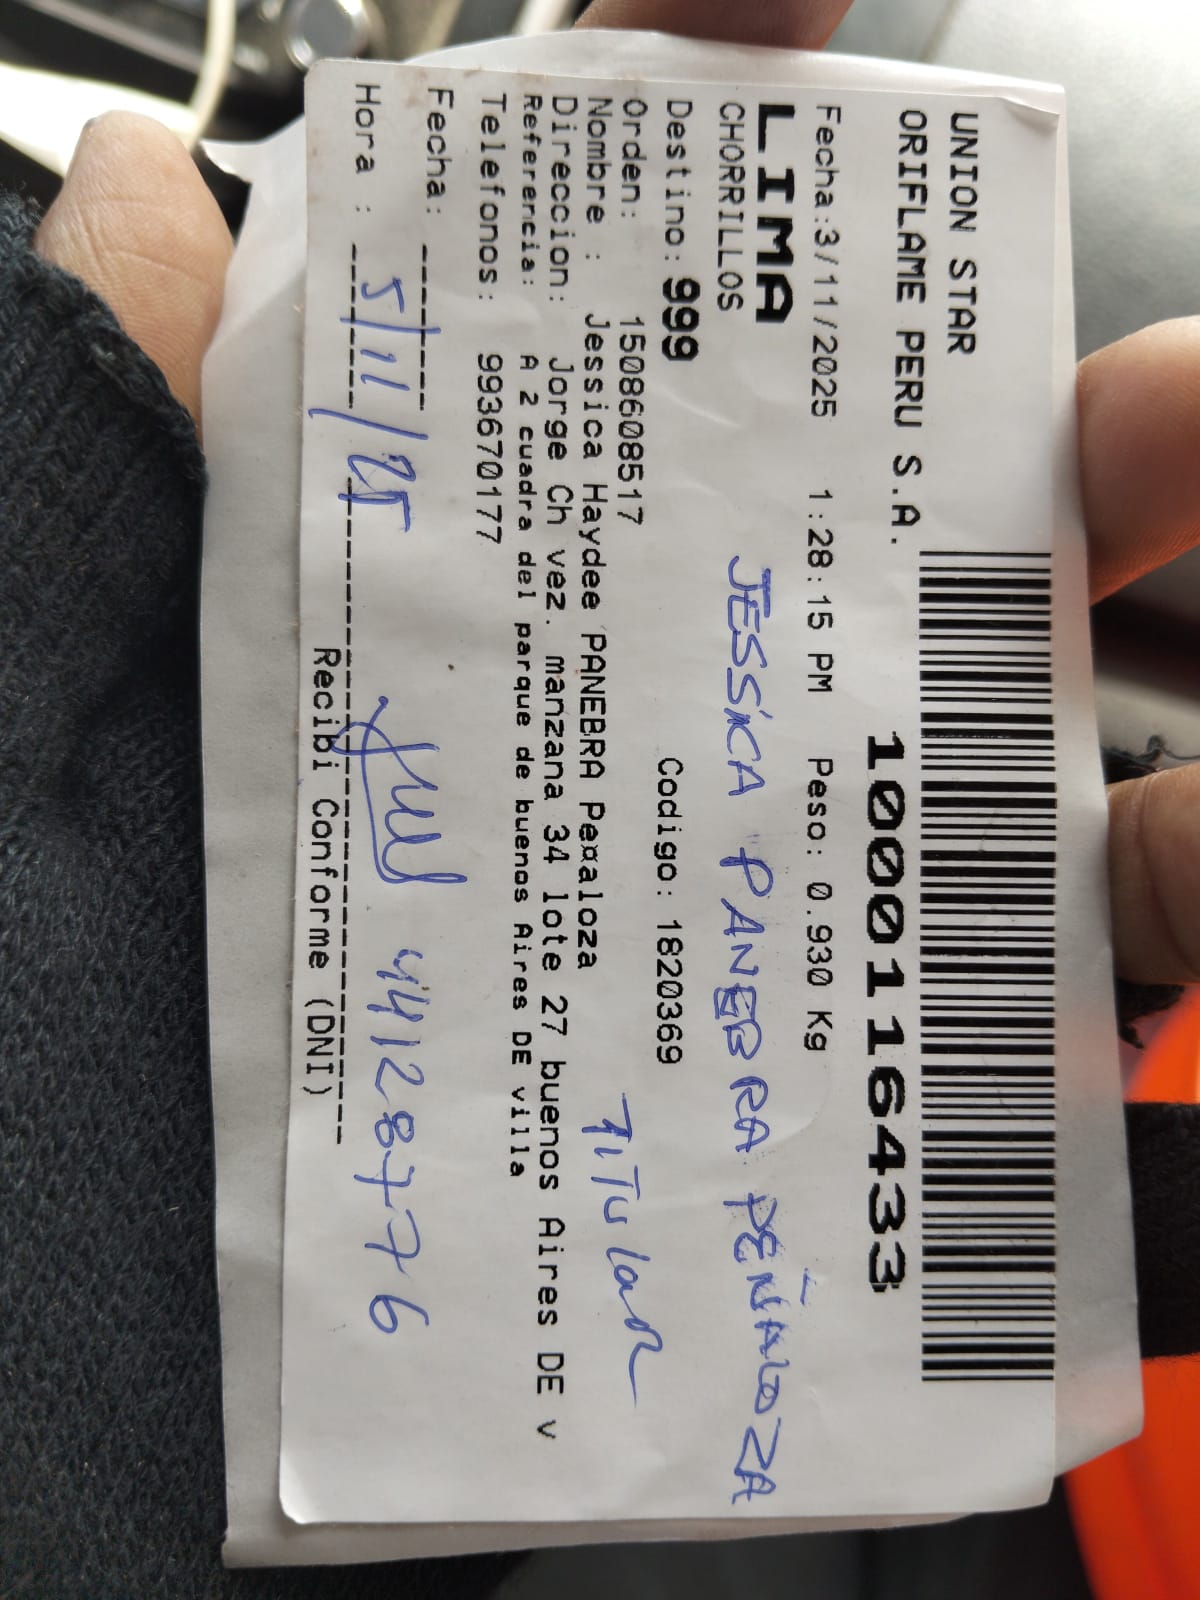 UNION STAR
ORIFLAME PERU S.A.
1000116433
Fecha:3/11/2025 1:28:15 PM Peso: 0.930 Kg
LIMA
CHORRILLOS
JESSICA PANEBRA PEÑALOZA
Destino: 999 Codigo: 1820369
Orden: 1508608517
Nombre : Jessica Haydee PANEBRA Peñaloza
TITULAR
Direccion: Jorge Ch vez. manzana 34 lote 27 buenos Aires DE v
Referencia: A 2 cuadra del parque de buenos Aires DE villa
Telefonos: 993670177
Fecha: 5/11/25
44128776
Hora :
Recibi Conforme (DNI)